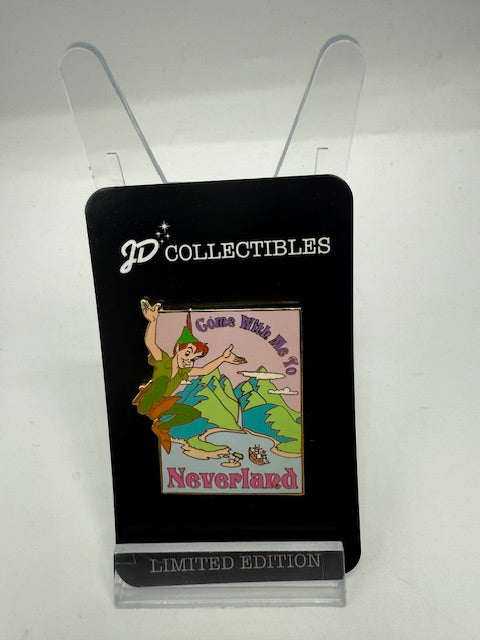 JD COLLECTIBLES
Come With Me To
Neverland
LIMITED EDITION